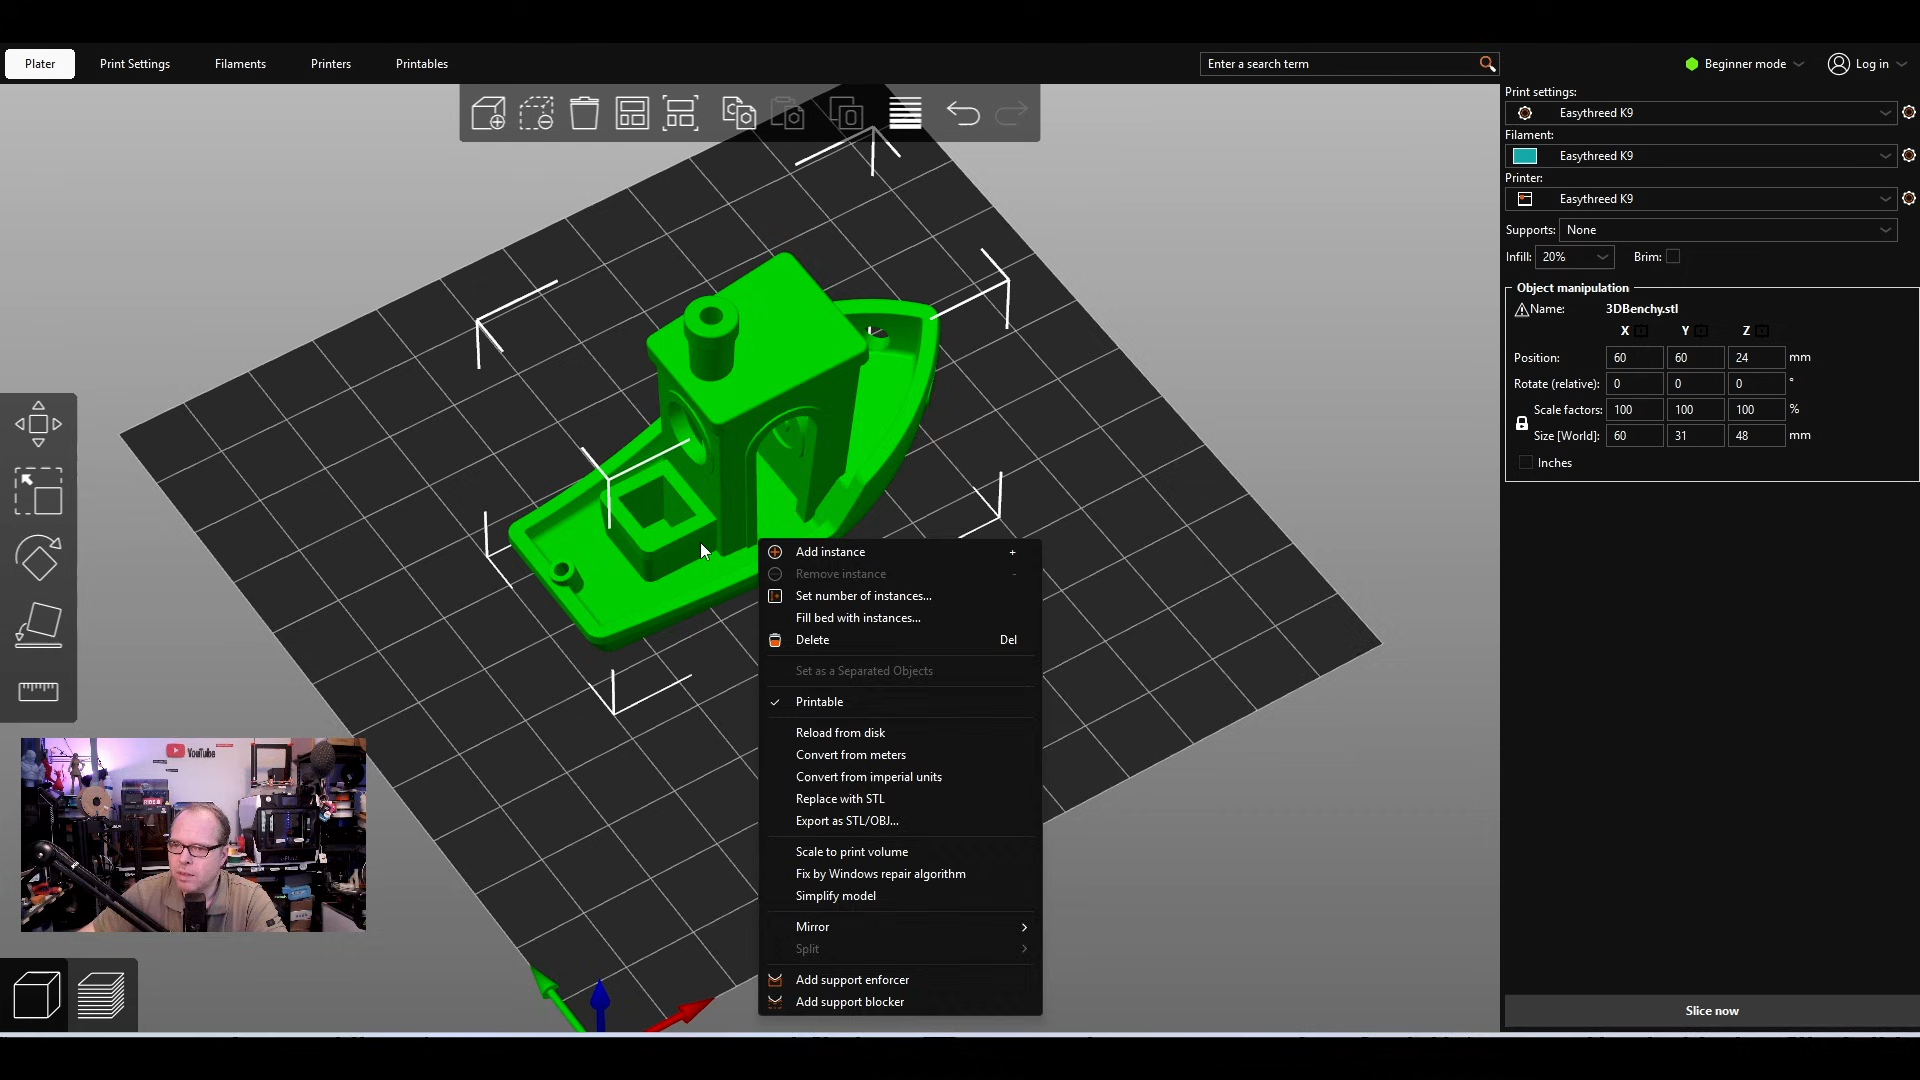 Plater
Print Settings
Filaments
Printers
Printables
Enter a search term
Beginner mode
Log in
Print settings:
Easythreed K9
Filament:
Easythreed K9
Printer:
Easythreed K9
Supports: None
Infill: 20% Brim:
Object manipulation
Name: 3DBenchy.stl
X Y Z
Position: 60 60 24 mm
Rotate (relative): 0 0 0 °
Scale factors: 100 100 100 %
Size [World]: 60 31 48 mm
Inches
Add instance +
Remove instance -
Set number of instances...
Fill bed with instances...
Delete Del
Set as a Separated Objects
Printable
Reload from disk
Convert from meters
Convert from imperial units
Replace with STL
Export as STL/OBJ...
Scale to print volume
Fix by Windows repair algorithm
Simplify model
Mirror
Split
Add support enforcer
Add support blocker
YouTube
Slice now